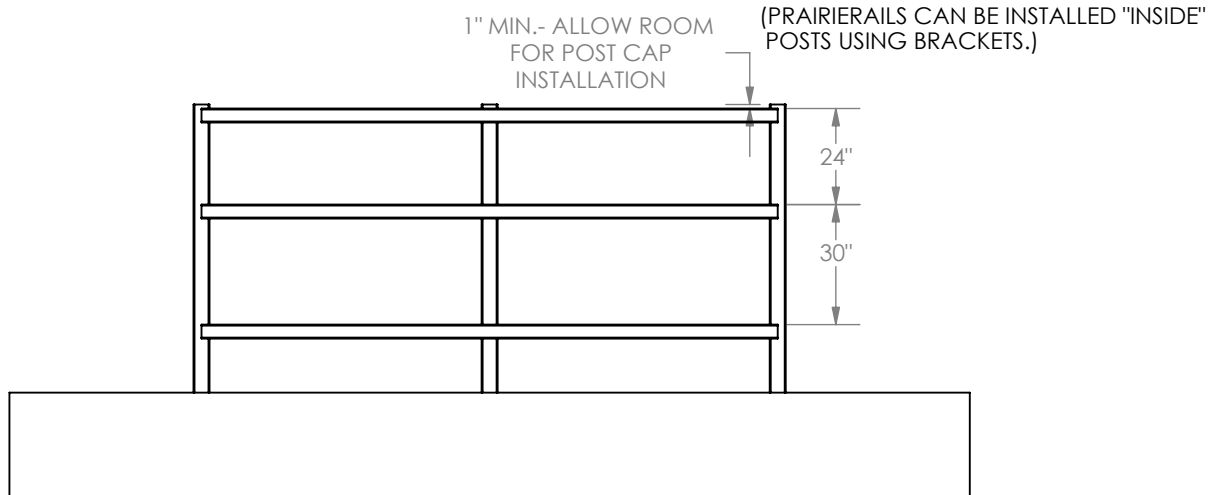 1" MIN.- ALLOW ROOM
FOR POST CAP
INSTALLATION
(PRAIRIERAILS CAN BE INSTALLED "INSIDE"
POSTS USING BRACKETS.)
24"
30"